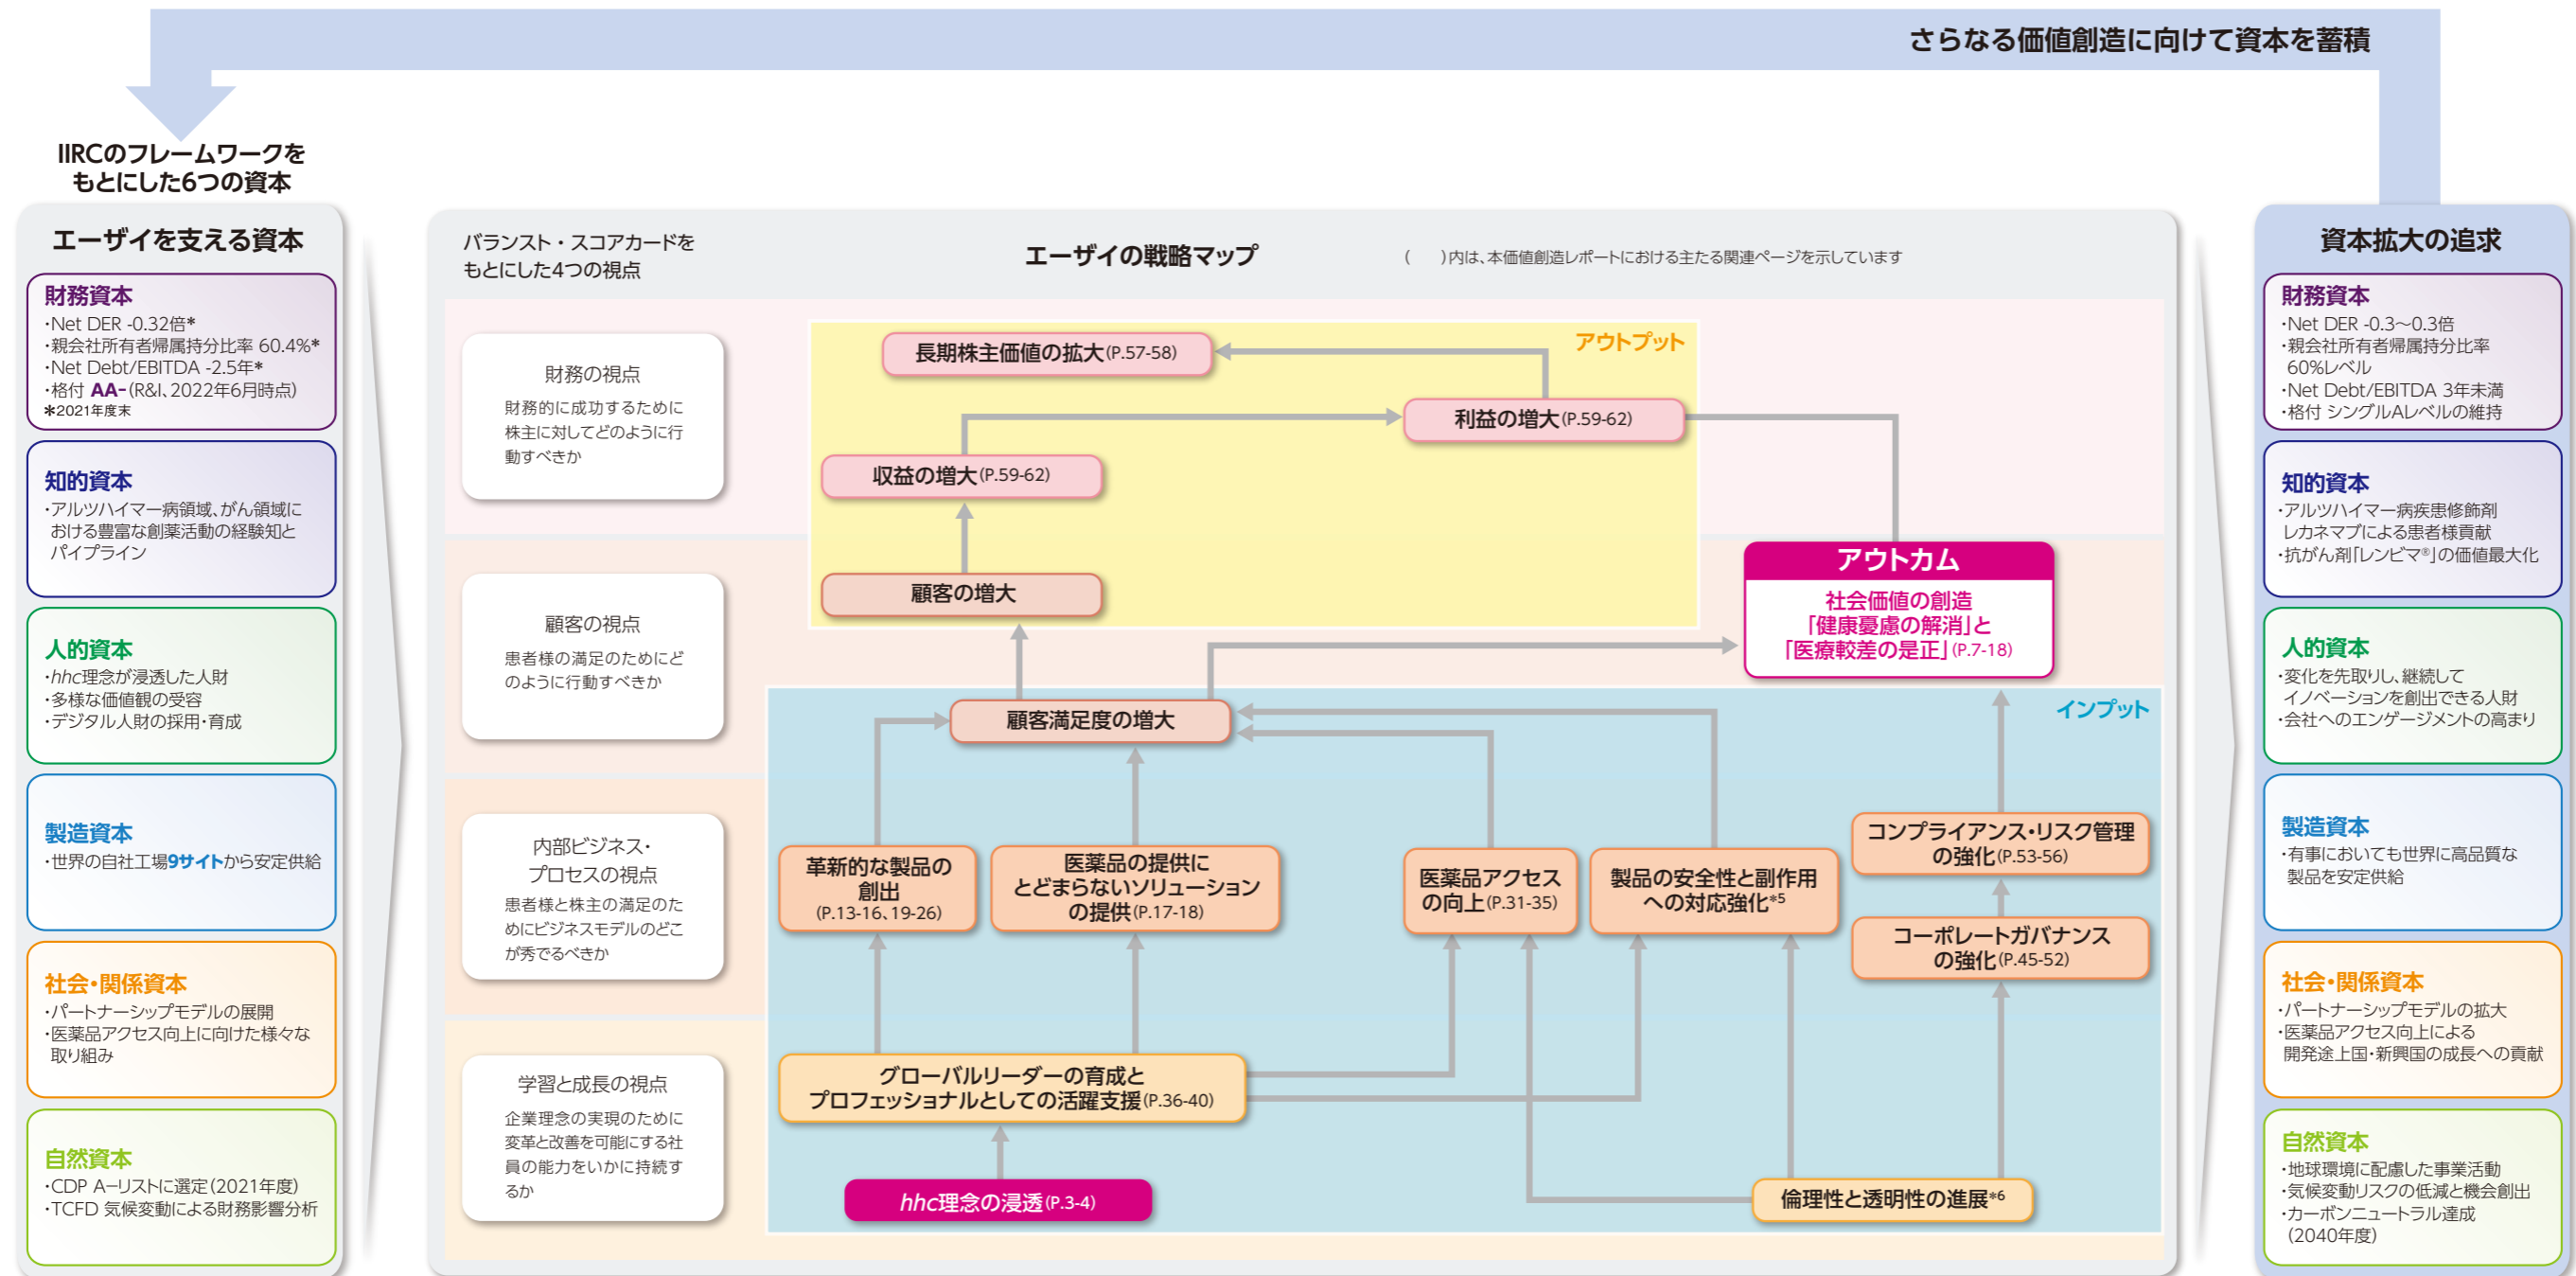 さらなる価値創造に向けて資本を蓄積
IIRCのフレームワークを
もとにした6つの資本
エーザイを支える資本
財務資本
・Net DER -0.32倍*
・親会社所有者帰属持分比率 60.4%*
・Net Debt/EBITDA -2.5年*
・格付 AA-(R&I、2022年6月時点)
*2021年度末
知的資本
・アルツハイマー病領域、がん領域に
おける豊富な創薬活動の経験知と
パイプライン
人的資本
・hhc理念が浸透した人財
・多様な価値観の受容
・デジタル人財の採用・育成
製造資本
・世界の自社工場9サイトから安定供給
社会・関係資本
・パートナーシップモデルの展開
・医薬品アクセス向上に向けた様々な
取り組み
自然資本
・CDP A−リストに選定(2021年度)
・TCFD 気候変動による財務影響分析
バランスト・スコアカードを
もとにした4つの視点
エーザイの戦略マップ
(　)内は、本価値創造レポートにおける主たる関連ページを示しています
財務の視点
財務的に成功するために
株主に対してどのように行
動すべきか
顧客の視点
患者様の満足のためにど
のように行動すべきか
内部ビジネス・
プロセスの視点
患者様と株主の満足のた
めにビジネスモデルのどこ
が秀でるべきか
学習と成長の視点
企業理念の実現のために
変革と改善を可能にする社
員の能力をいかに持続す
るか
アウトプット
長期株主価値の拡大(P.57-58)
利益の増大(P.59-62)
収益の増大(P.59-62)
顧客の増大
アウトカム
社会価値の創造
「健康憂慮の解消」と
「医療較差の是正」(P.7-18)
インプット
顧客満足度の増大
革新的な製品の
創出
(P.13-16、19-26)
医薬品の提供に
とどまらないソリューション
の提供(P.17-18)
医薬品アクセス
の向上(P.31-35)
製品の安全性と副作用
への対応強化*5
コンプライアンス・リスク管理
の強化(P.53-56)
コーポレートガバナンス
の強化(P.45-52)
グローバルリーダーの育成と
プロフェッショナルとしての活躍支援(P.36-40)
hhc理念の浸透(P.3-4)
倫理性と透明性の進展*6
資本拡大の追求
財務資本
・Net DER -0.3～0.3倍
・親会社所有者帰属持分比率
60%レベル
・Net Debt/EBITDA 3年未満
・格付 シングルAレベルの維持
知的資本
・アルツハイマー病疾患修飾剤
レカネマブによる患者様貢献
・抗がん剤「レンビマ®」の価値最大化
人的資本
・変化を先取りし、継続して
イノベーションを創出できる人財
・会社へのエンゲージメントの高まり
製造資本
・有事においても世界に高品質な
製品を安定供給
社会・関係資本
・パートナーシップモデルの拡大
・医薬品アクセス向上による
開発途上国・新興国の成長への貢献
自然資本
・地球環境に配慮した事業活動
・気候変動リスクの低減と機会創出
・カーボンニュートラル達成
(2040年度)